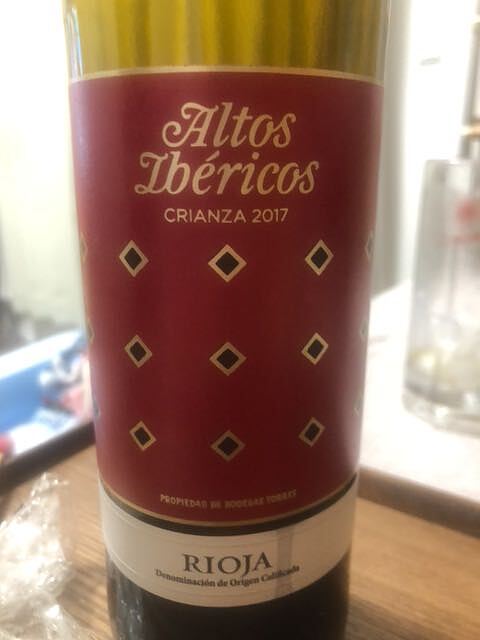 Altos
Ibéricos
CRIANZA 2017
PROPIEDAD DE BODEGAS TORRES
RIOJA
Denominación de Origen Calificada